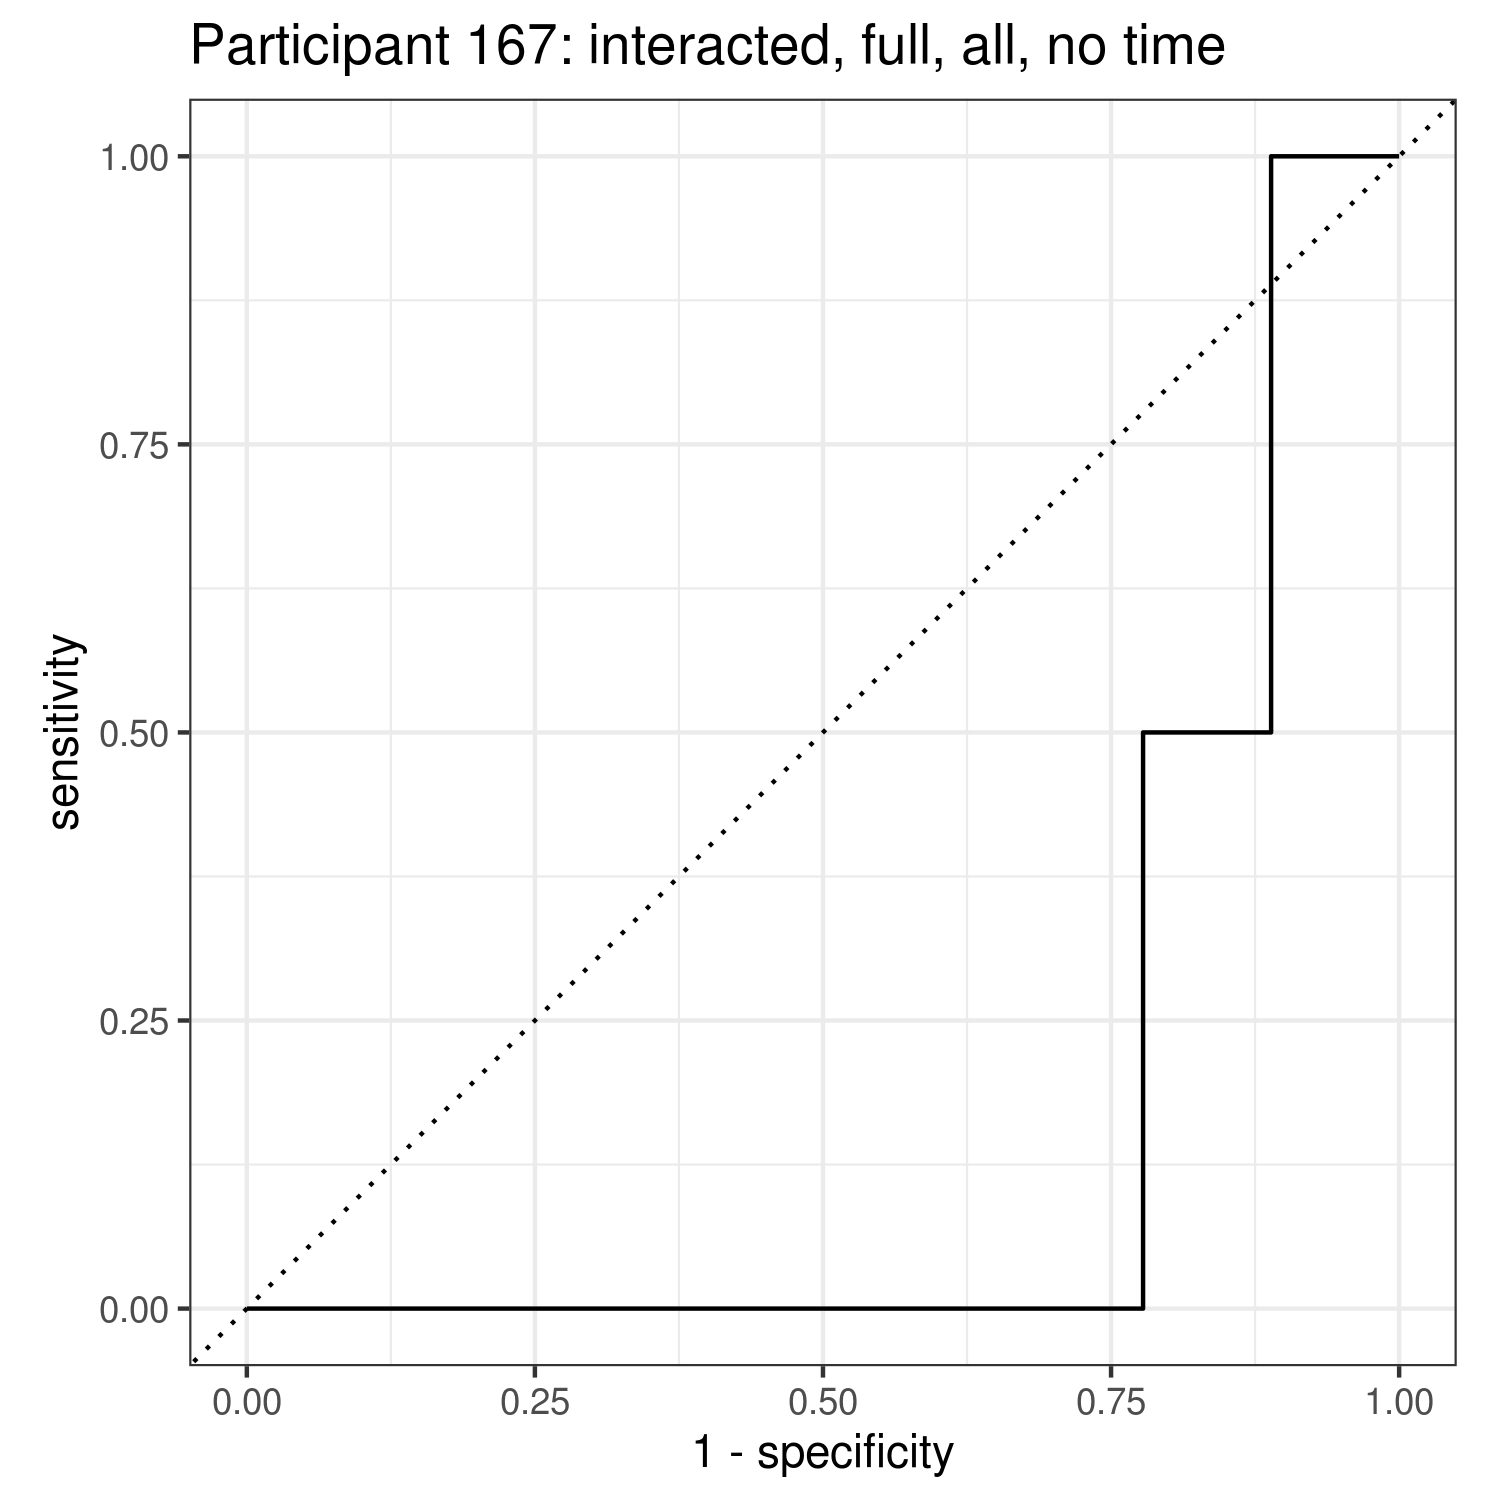 Participant 167: interacted, full, all, no time
1.00
0.75
0.50
0.25
0.00
sensitivity
0.00 0.25 0.50 0.75 1.00
1 - specificity